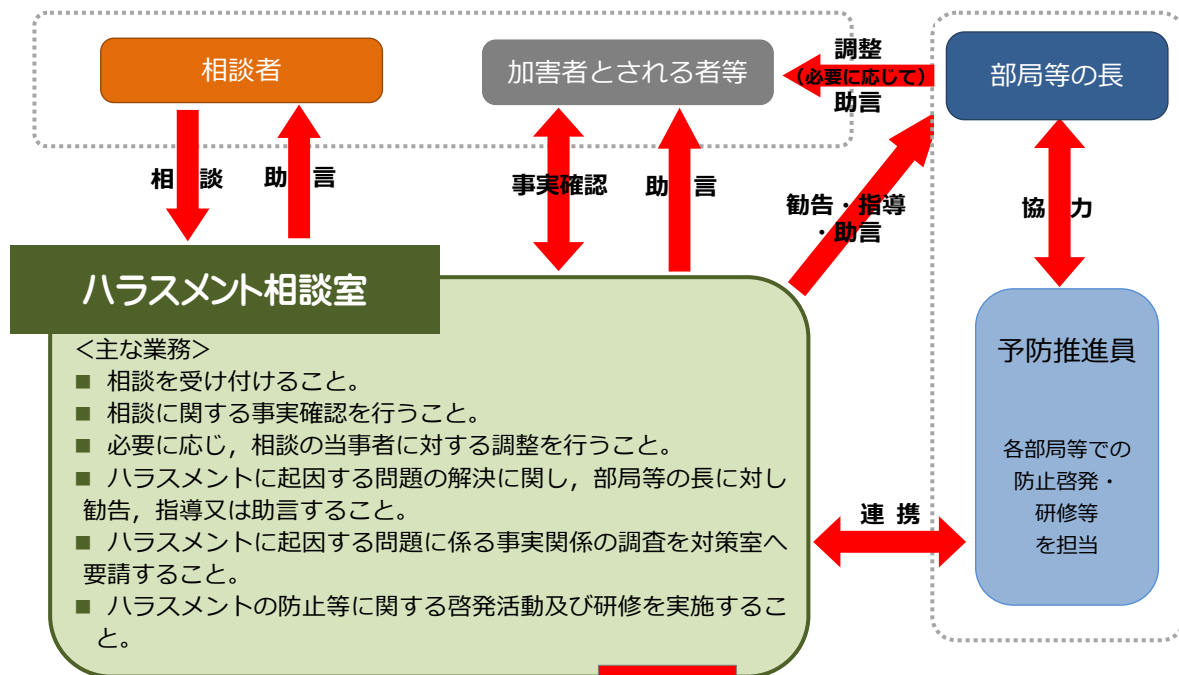 相談者
加害者とされる者等
調整
(必要に応じて)
助言
部局等の長
相 談
助 言
事実確認
助 言
勧告・指導
・助言
協 力
ハラスメント相談室
<主な業務>
■ 相談を受け付けること。
■ 相談に関する事実確認を行うこと。
■ 必要に応じ，相談の当事者に対する調整を行うこと。
■ ハラスメントに起因する問題の解決に関し，部局等の長に対し
勧告，指導又は助言すること。
■ ハラスメントに起因する問題に係る事実関係の調査を対策室へ
要請すること。
■ ハラスメントの防止等に関する啓発活動及び研修を実施するこ
と。
連 携
予防推進員
各部局等での
防止啓発・
研修等
を担当